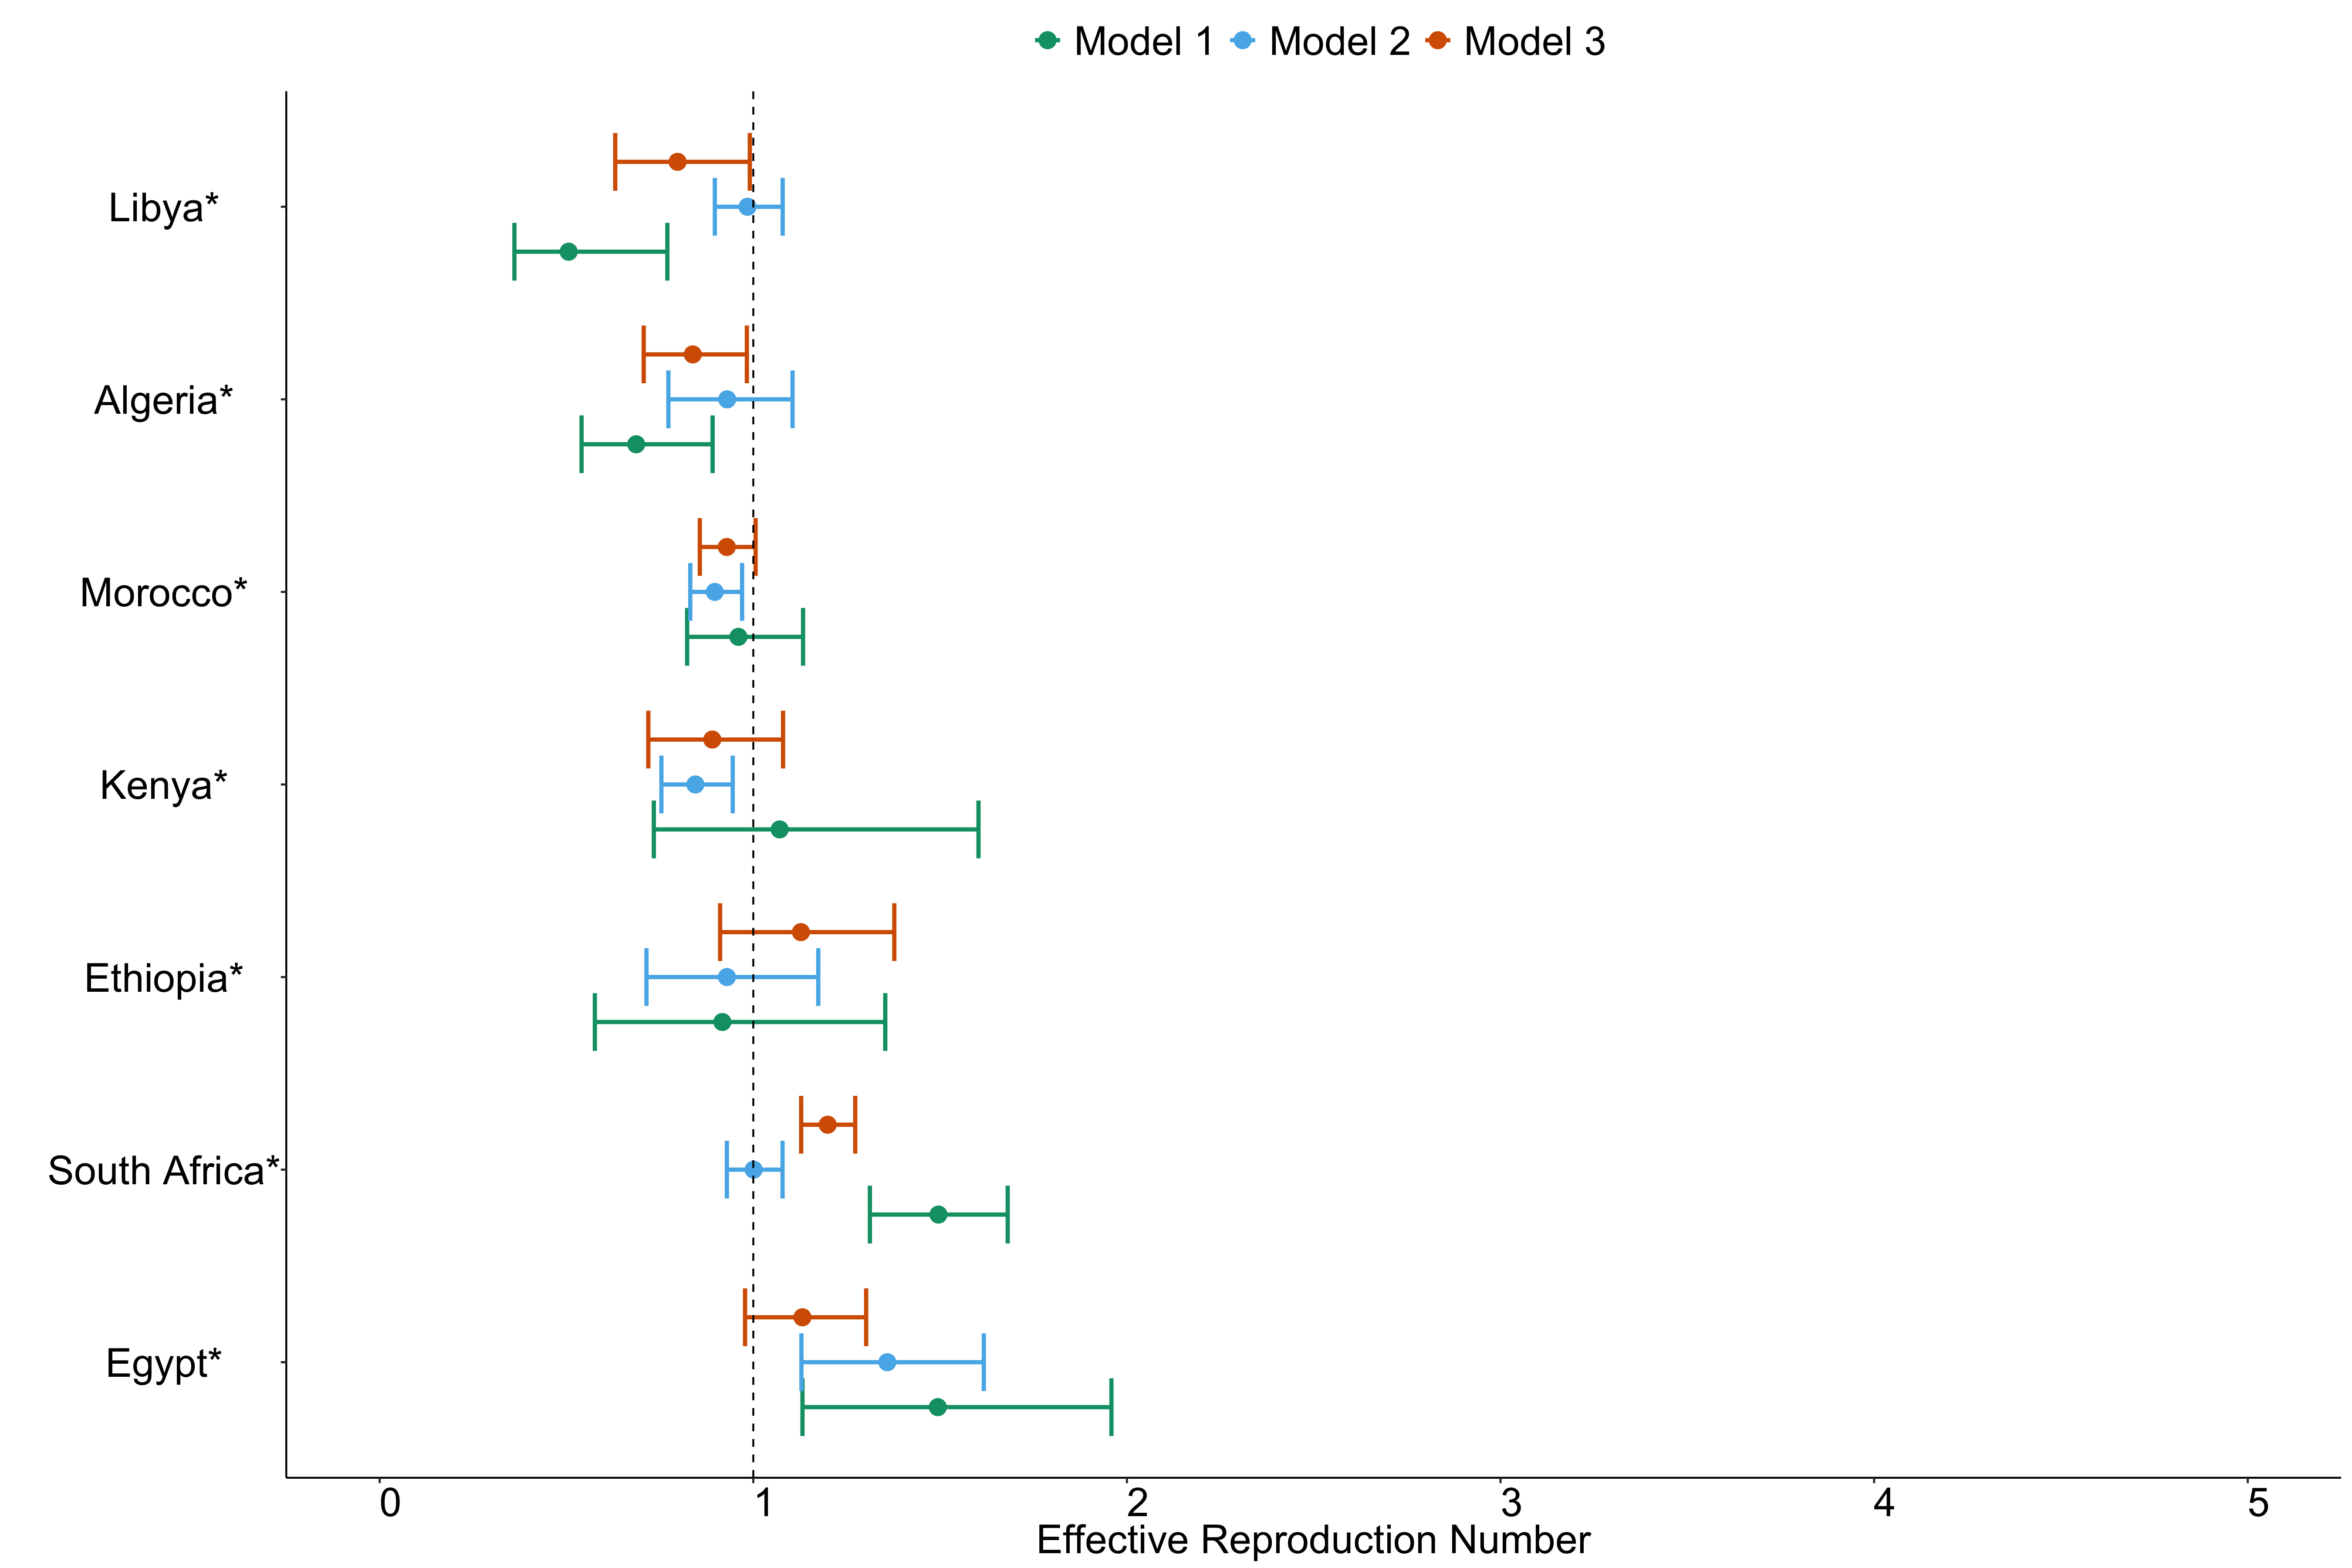 Model 1 Model 2 Model 3
Libya*
Algeria*
Morocco*
Kenya*
Ethiopia*
South Africa*
Egypt*
0 1 2 3 4 5
Effective Reproduction Number